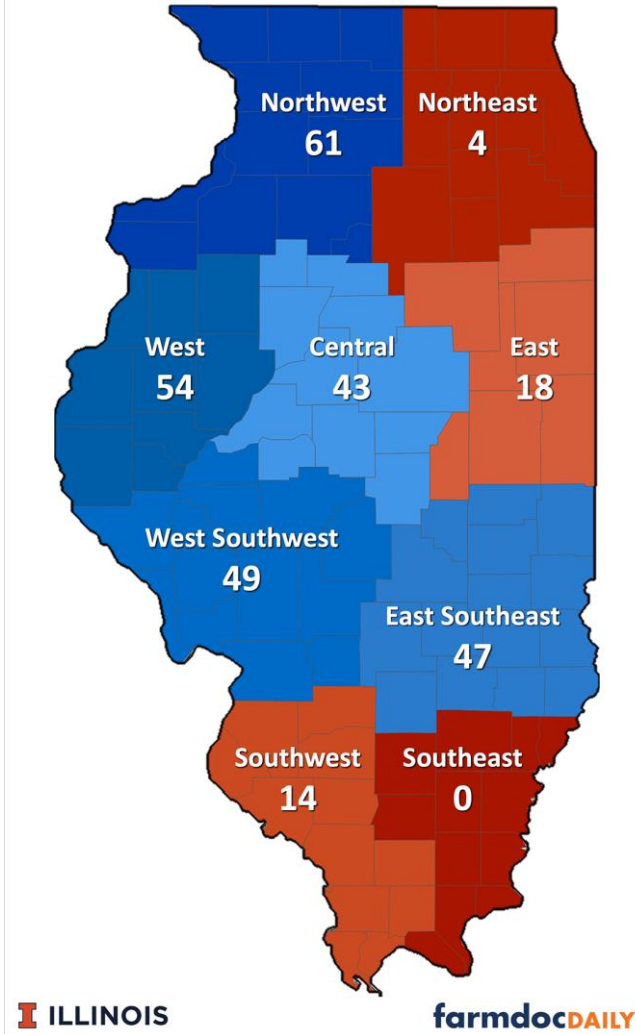 Northwest
61
Northeast
4
West
54
Central
43
East
18
West Southwest
49
East Southeast
47
Southwest
14
Southeast
0
I ILLINOIS
farmdocDAILY